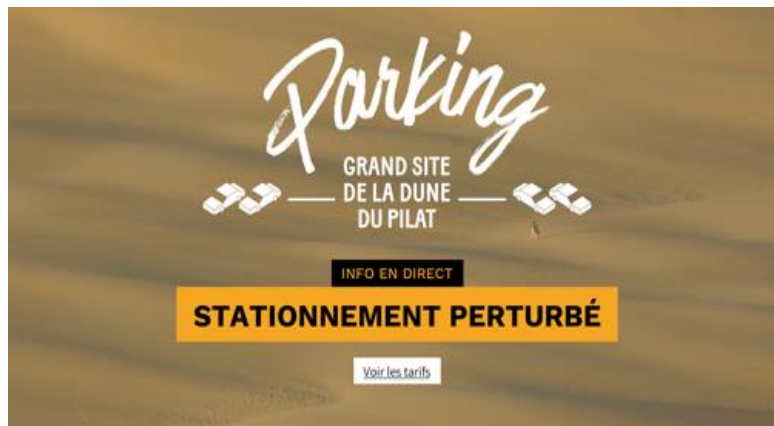 Parking
GRAND SITE
DE LA DUNE
DU PILAT
INFO EN DIRECT
STATIONNEMENT PERTURBÉ
Voir les tarifs